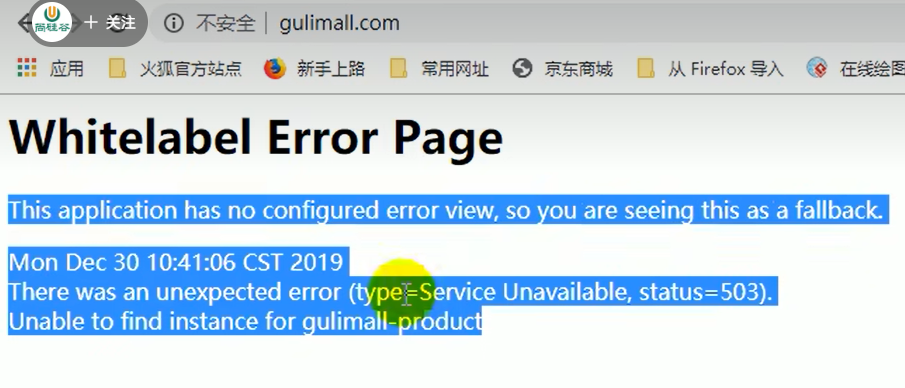 尚硅谷 + 关注
不安全 | gulimall.com
应用 火狐官方站点 新手上路 常用网址 京东商城 从 Firefox 导入 在线绘图
Whitelabel Error Page
This application has no configured error view, so you are seeing this as a fallback.
Mon Dec 30 10:41:06 CST 2019
There was an unexpected error (type=Service Unavailable, status=503).
Unable to find instance for gulimall-product